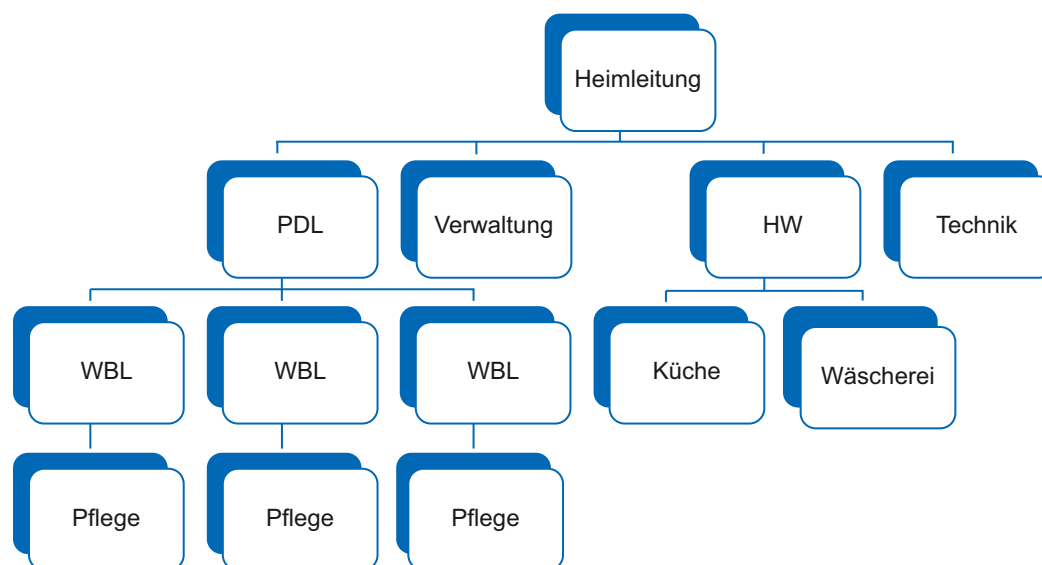 Heimleitung
PDL
Verwaltung
HW
Technik
WBL
WBL
WBL
Küche
Wäscherei
Pflege
Pflege
Pflege